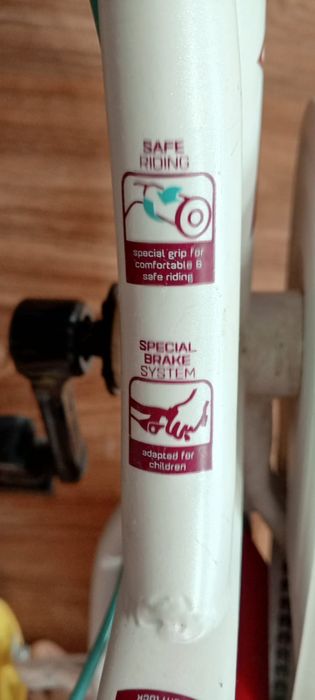 SAFE
RIDING
special grip for
comfortable &
safe riding
SPECIAL
BRAKE
SYSTEM
adapted for
children